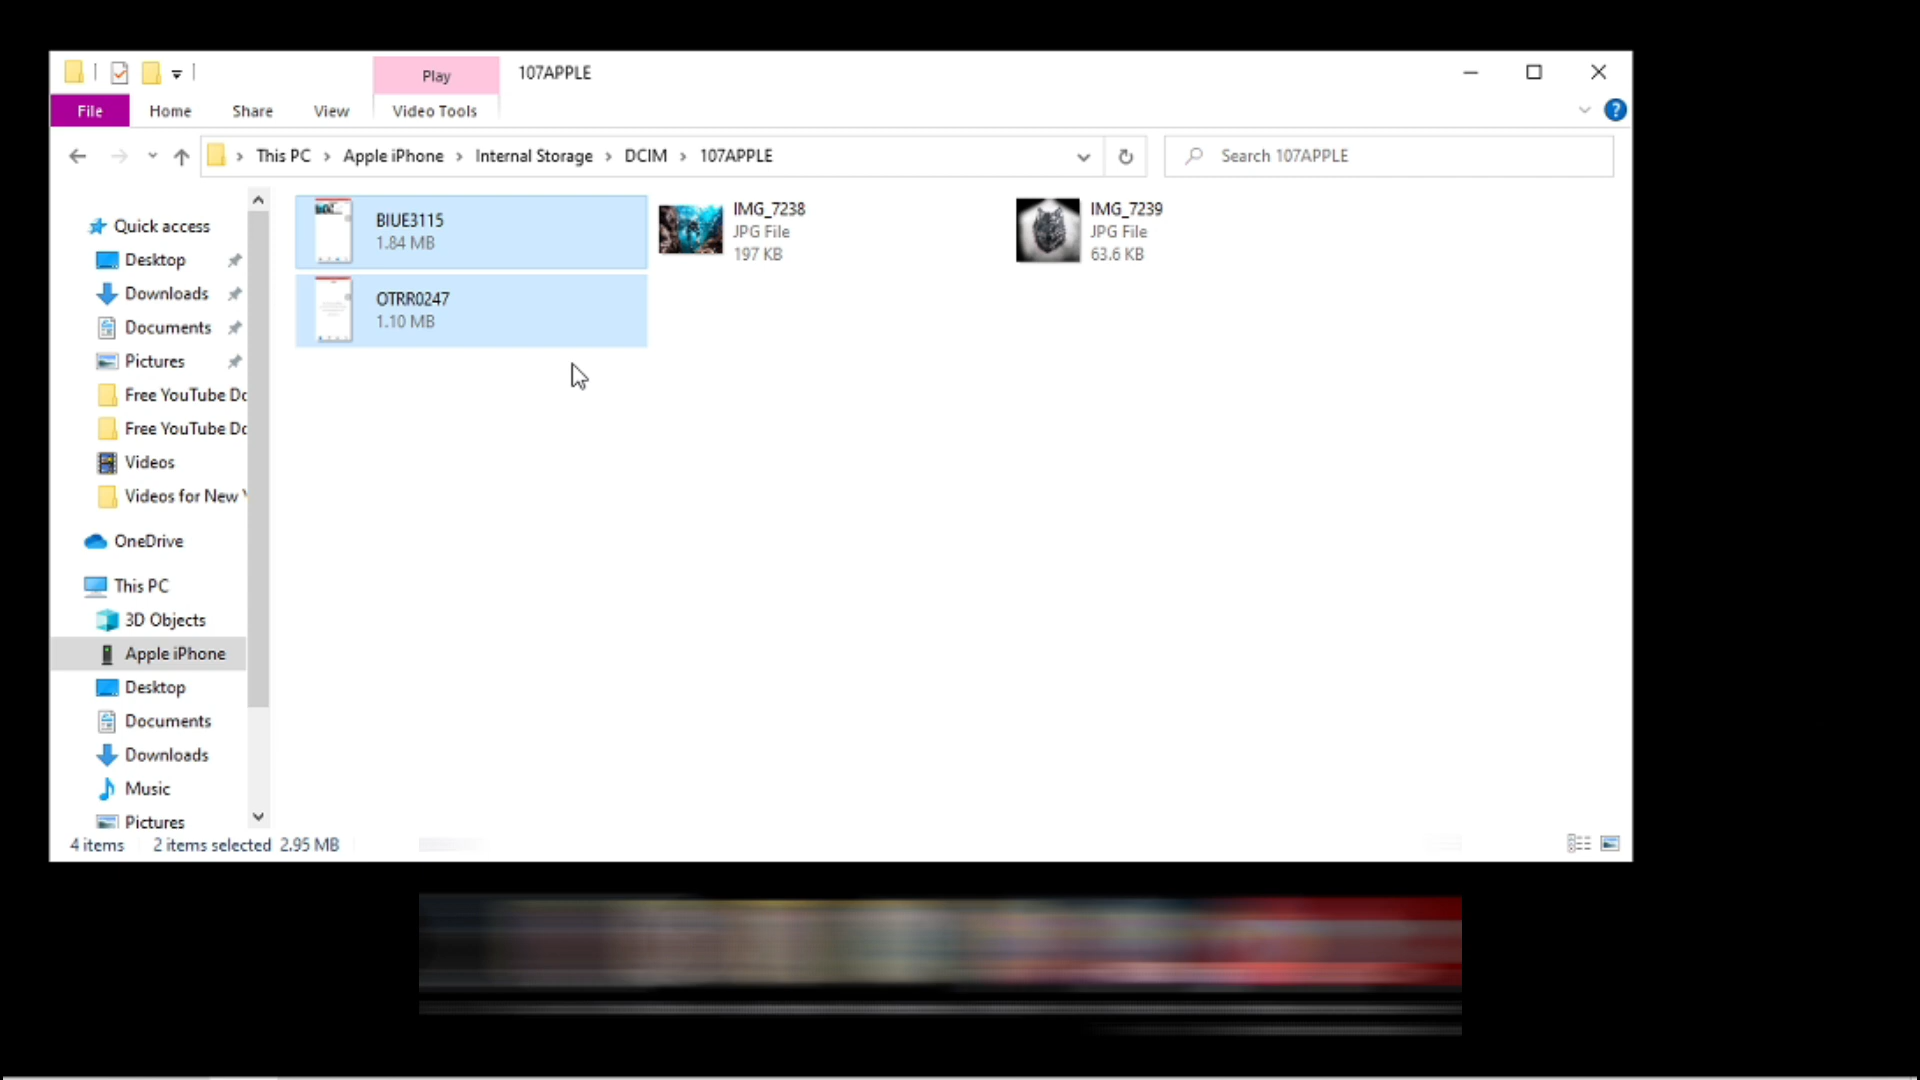 Play
107APPLE
File
Home
Share
View
Video Tools
This PC
Apple iPhone
Internal Storage
DCIM
107APPLE
Search 107APPLE
Quick access
Desktop
Downloads
Documents
Pictures
Free YouTube Dc
Free YouTube Dc
Videos
Videos for New
OneDrive
This PC
3D Objects
Apple iPhone
Desktop
Documents
Downloads
Music
Pictures
BIUE3115
1.84 MB
IMG_7238
JPG File
197 KB
IMG_7239
JPG File
63.6 KB
OTRR0247
1.10 MB
4 items
2 items selected 2.95 MB